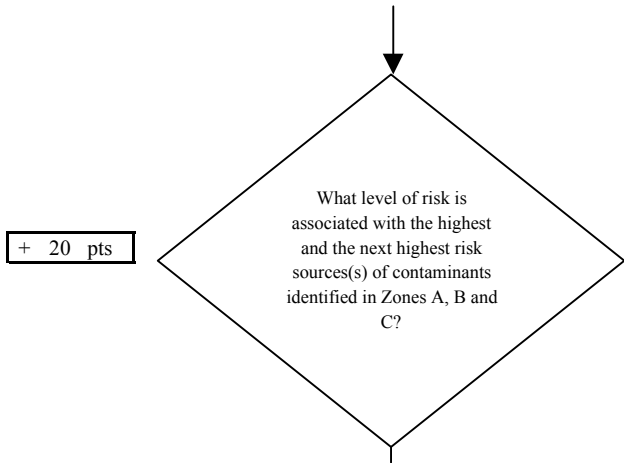 What level of risk is
associated with the highest
and the next highest risk
sources(s) of contaminants
identified in Zones A, B and
C?
+ 20 pts